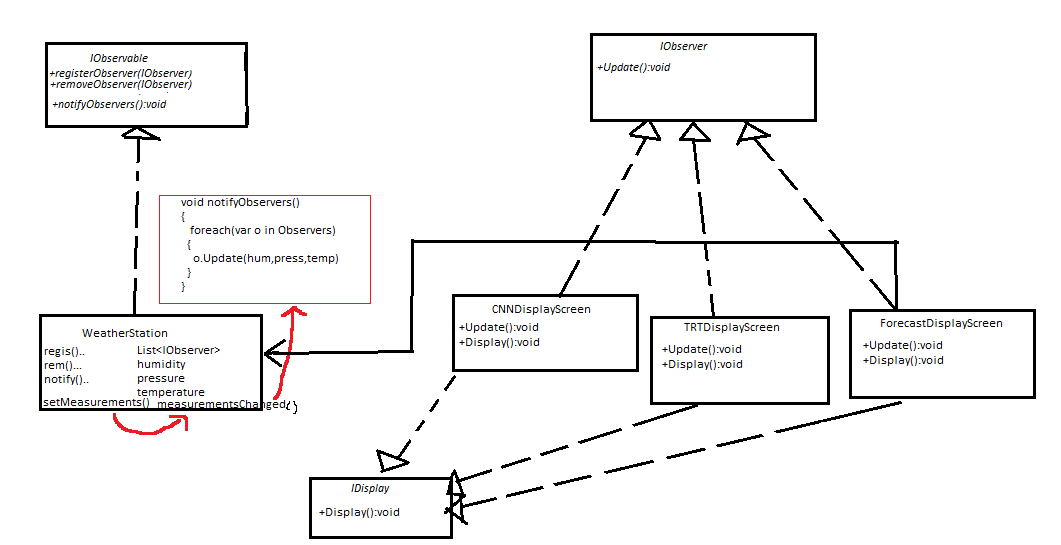 IObservable
+registerObserver(IObserver)
+removeObserver(IObserver)
+notifyObservers():void
IObserver
+Update():void
void notifyObservers()
{
foreach(var o in Observers)
{
o.Update(hum,press,temp)
}
}
WeatherStation
regis()..
rem()...
notify()..
List<IObserver>
humidity
pressure
temperature
setMeasurements()
measurementsChanged()
CNNDisplayScreen
+Update():void
+Display():void
TRTDisplayScreen
+Update():void
+Display():void
ForecastDisplayScreen
+Update():void
+Display():void
IDisplay
+Display():void